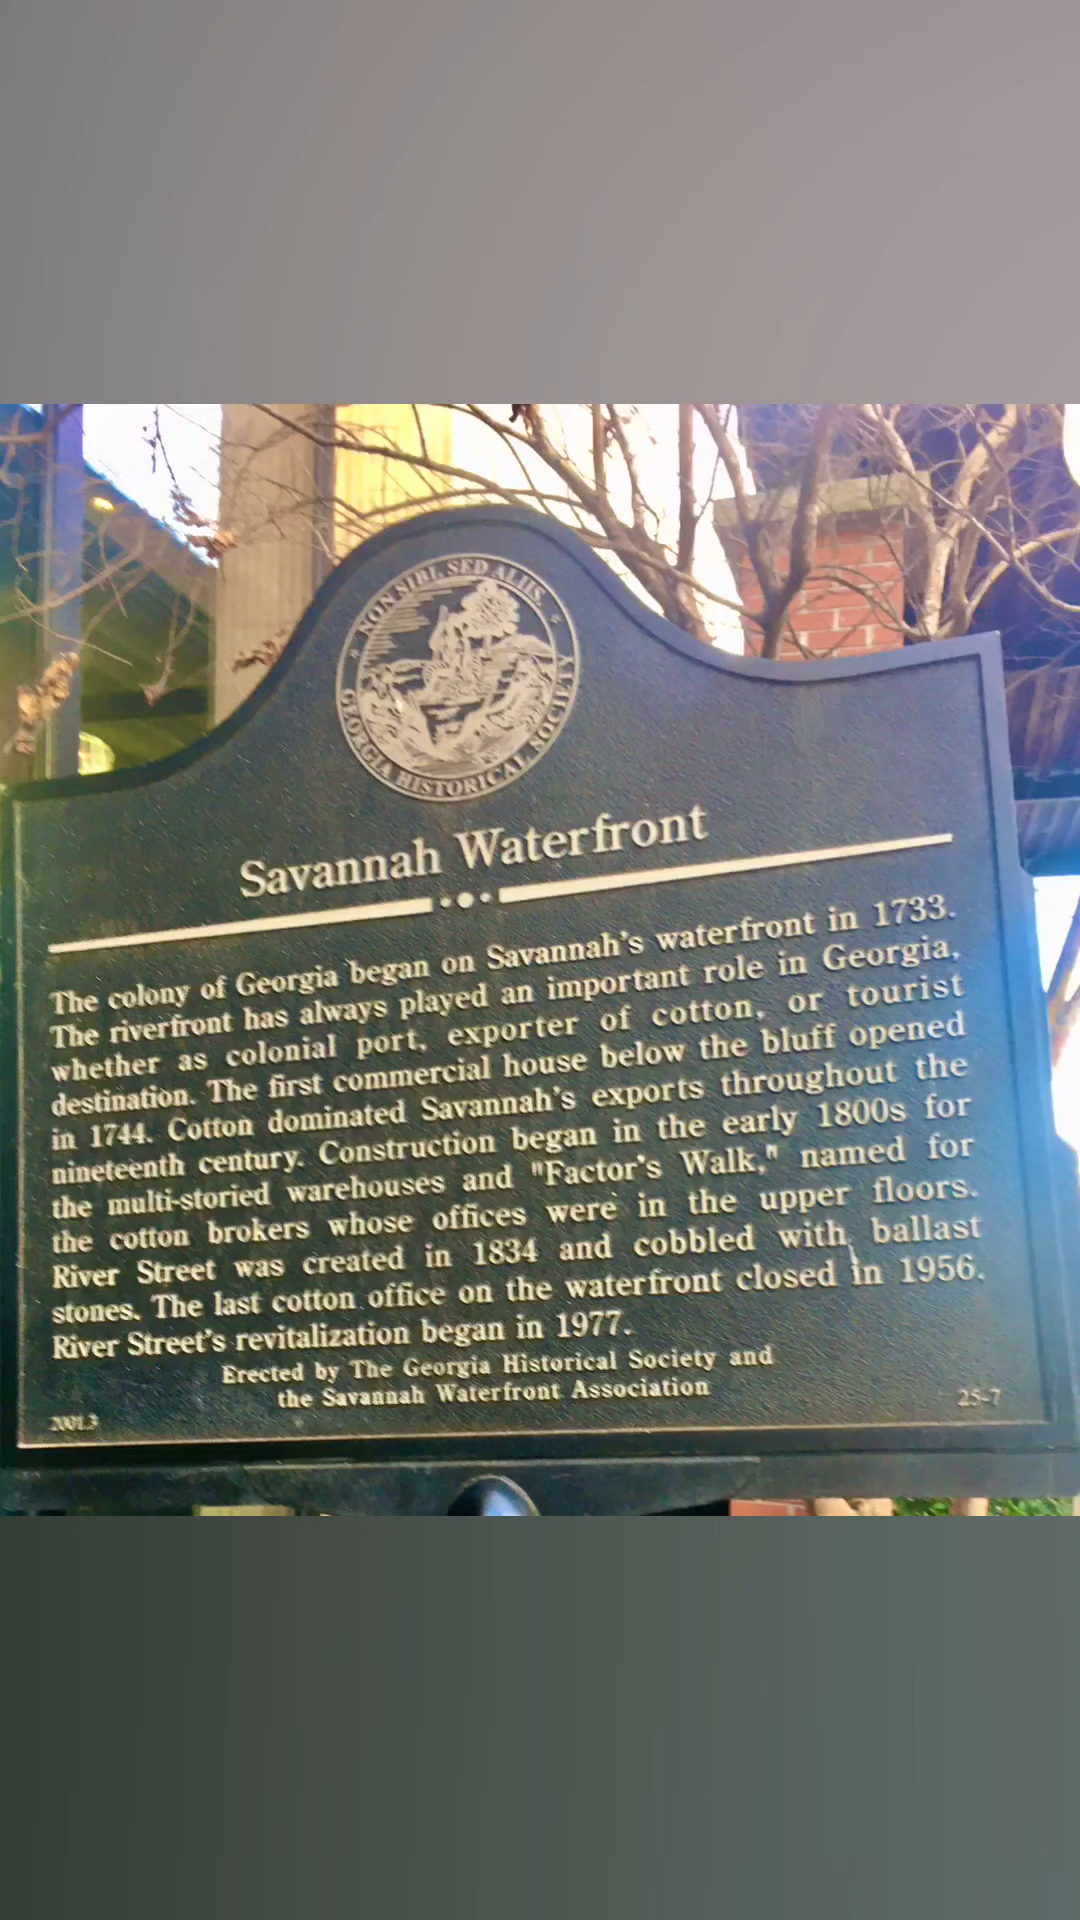 NON SIBI, SED ALIIS.
GEORGIA HISTORICAL SOCIETY
Savannah Waterfront
The colony of Georgia began on Savannah's waterfront in 1733.
The riverfront has always played an important role in Georgia,
whether as colonial port, exporter of cotton, or tourist
destination. The first commercial house below the bluff opened
in 1744. Cotton dominated Savannah's exports throughout the
nineteenth century. Construction began in the early 1800s for
the multi-storied warehouses and "Factor's Walk," named for
the cotton brokers whose offices were in the upper floors.
River Street was created in 1834 and cobbled with ballast
stones. The last cotton office on the waterfront closed in 1956.
River Street's revitalization began in 1977.
Erected by The Georgia Historical Society and
the Savannah Waterfront Association
2001.3
25-7